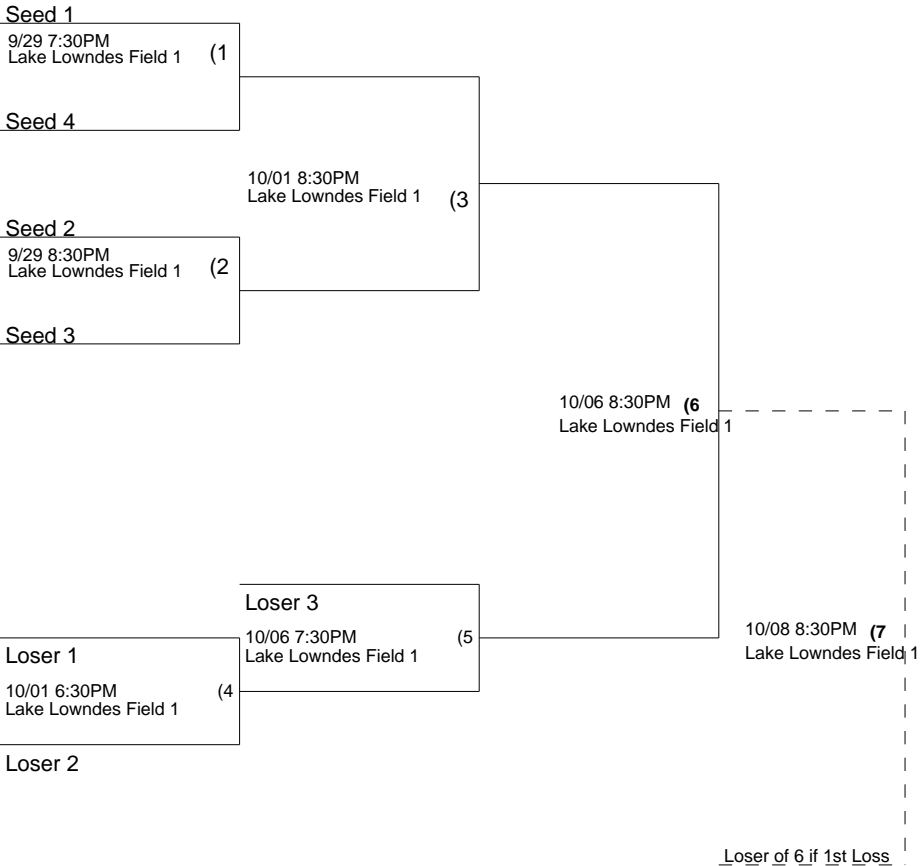 Seed 1
9/29 7:30PM
Lake Lowndes Field 1 (1
Seed 4
10/01 8:30PM
Lake Lowndes Field 1 (3
Seed 2
9/29 8:30PM
Lake Lowndes Field 1 (2
Seed 3
10/06 8:30PM (6
Lake Lowndes Field 1
Loser 3
10/06 7:30PM (5
Lake Lowndes Field 1
10/08 8:30PM (7
Lake Lowndes Field 1
Loser 1
10/01 6:30PM (4
Lake Lowndes Field 1
Loser 2
Loser of 6 if 1st Loss